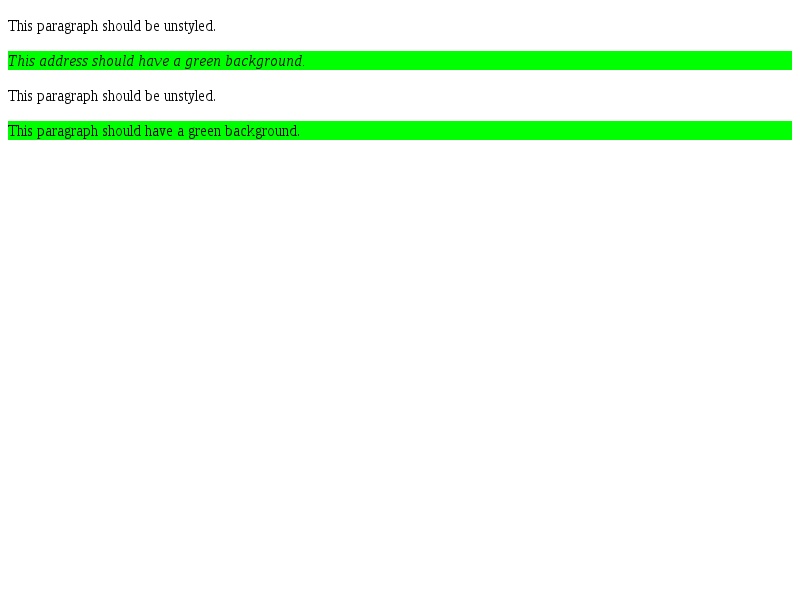 This paragraph should be unstyled.
This address should have a green background.
This paragraph should be unstyled.
This paragraph should have a green background.